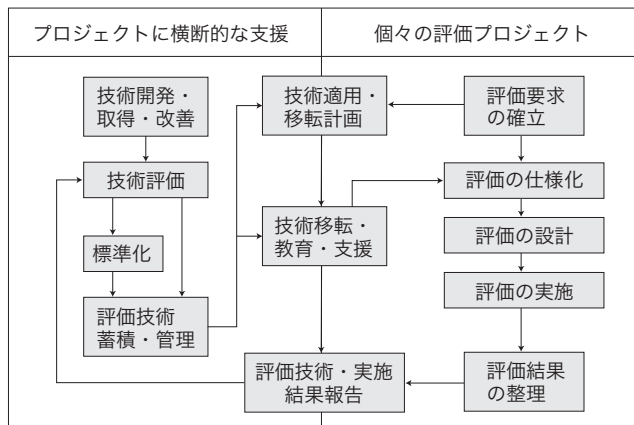 プロジェクトに横断的な支援
個々の評価プロジェクト
技術開発・
取得・改善
技術適用・
移転計画
評価要求
の確立
技術評価
評価の仕様化
技術移転・
教育・支援
評価の設計
標準化
評価の実施
評価技術
蓄積・管理
評価技術・実施
結果報告
評価結果
の整理